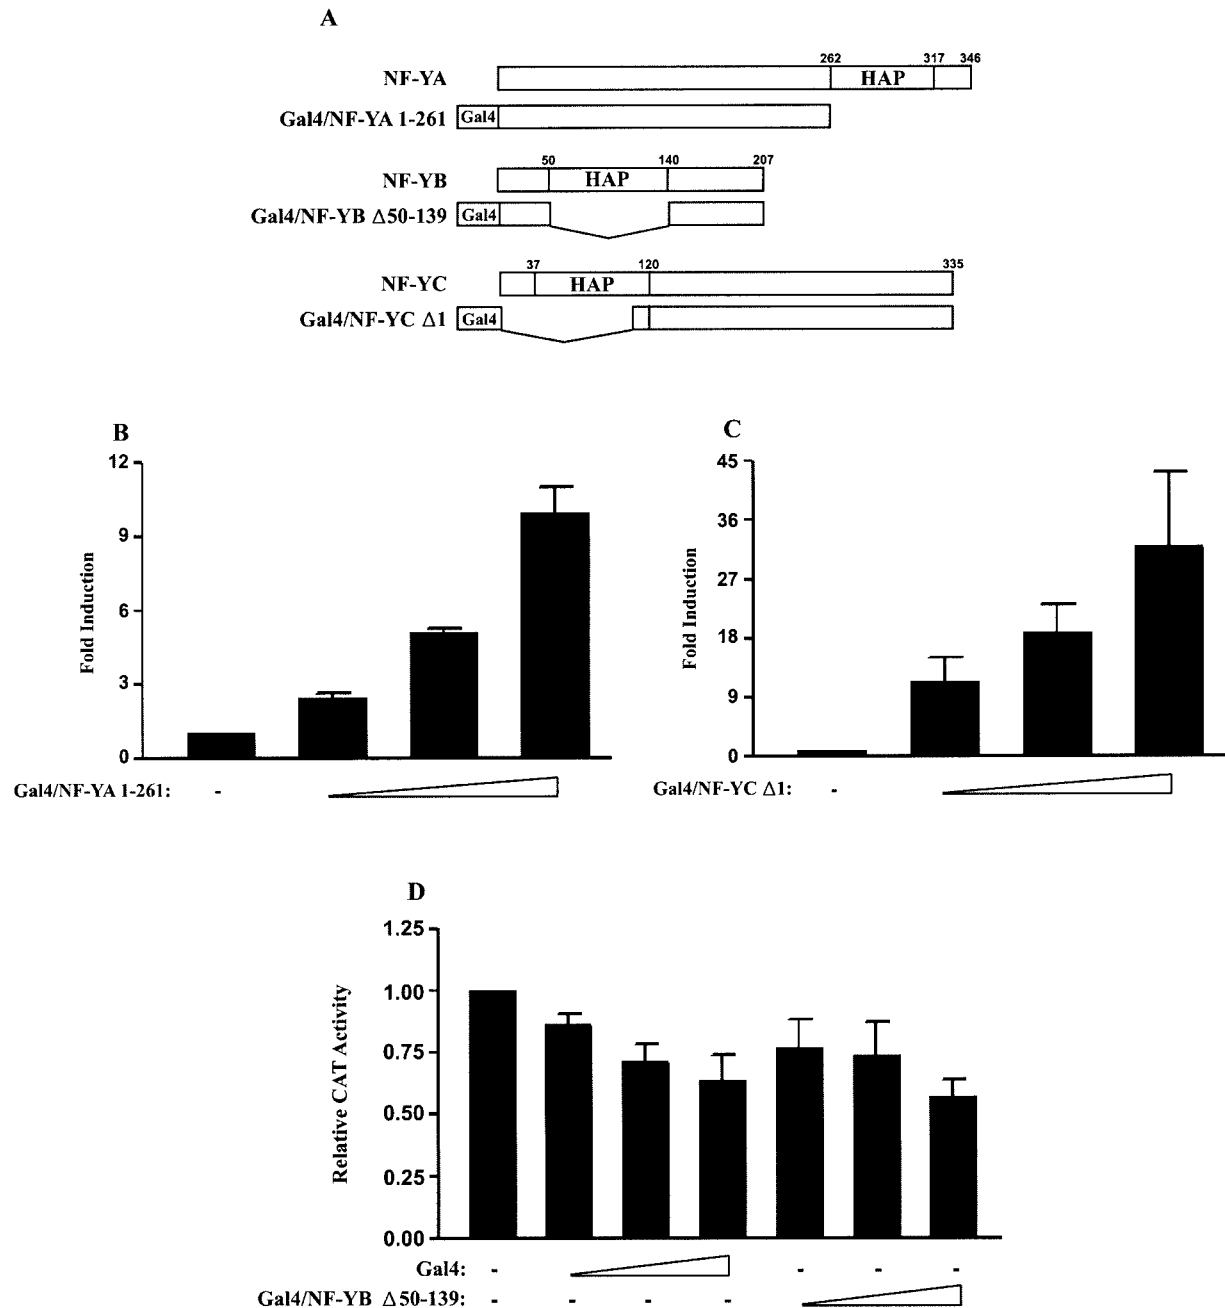 A
262 317 346
NF-YA HAP
Gal4/NF-YA 1-261 Gal4
50 140 207
NF-YB HAP
Gal4/NF-YB Δ50-139 Gal4
37 120 335
NF-YC HAP
Gal4/NF-YC Δ1 Gal4
B
12
9
6
3
0
Fold Induction
Gal4/NF-YA 1-261: -
C
45
36
27
18
9
0
Fold Induction
Gal4/NF-YC Δ1: -
D
1.25
1.00
0.75
0.50
0.25
0.00
Relative CAT Activity
Gal4: - - - -
Gal4/NF-YB Δ50-139: - - - -